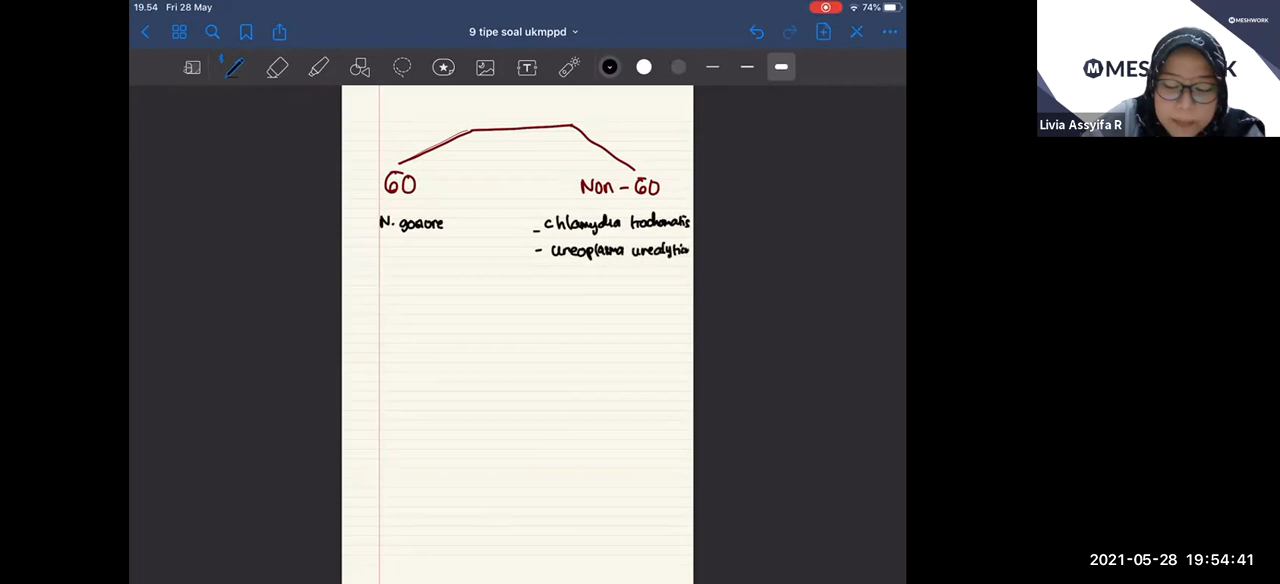 19.54 Fri 28 May
74%
9 tipe soal ukmppd
MESHWORK
Livia Assyifa R
GO
Non - GO
N. gonore
- chlamydia trachomatis
- ureoplasma urealytic
2021-05-28 19:54:41